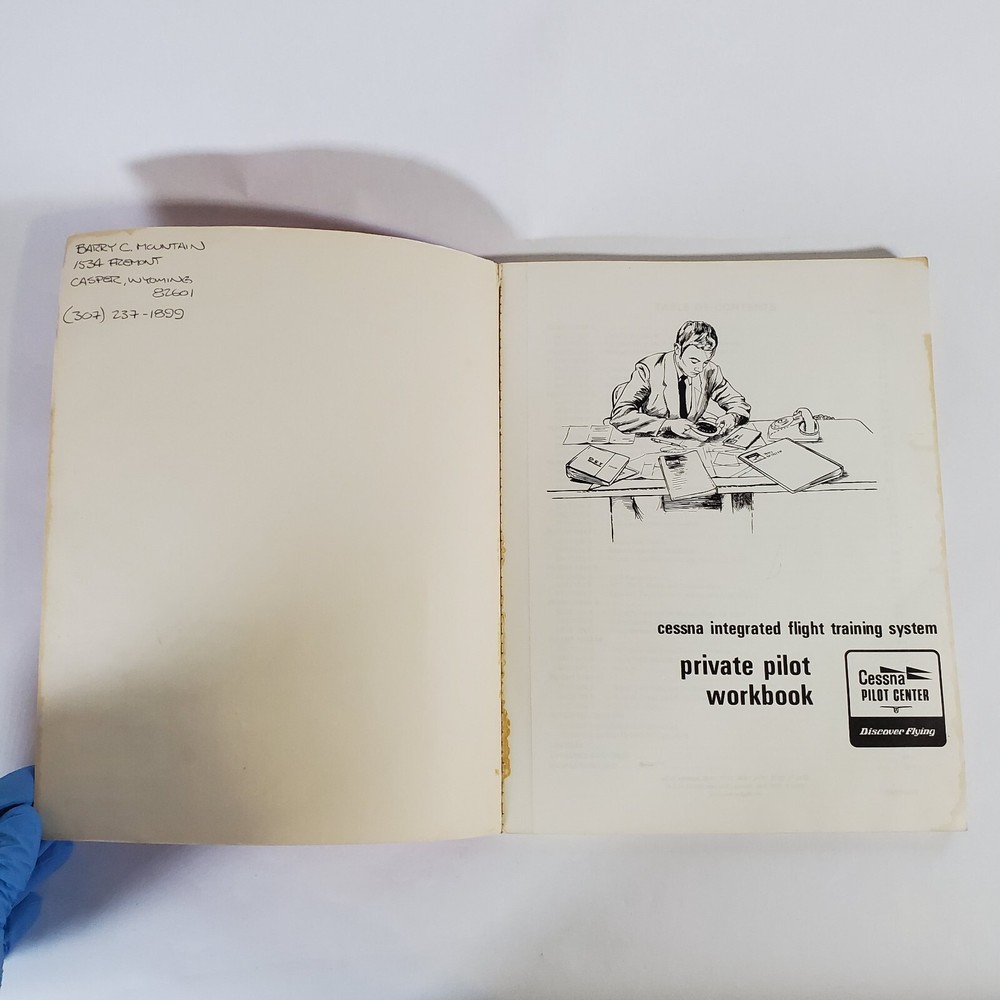 BARRY C. MOUNTAIN
1534 FREMONT
CASPER, WYOMING
82601
(307) 237-1899
cessna integrated flight training system
private pilot
workbook
Cessna
PILOT CENTER
Discover Flying